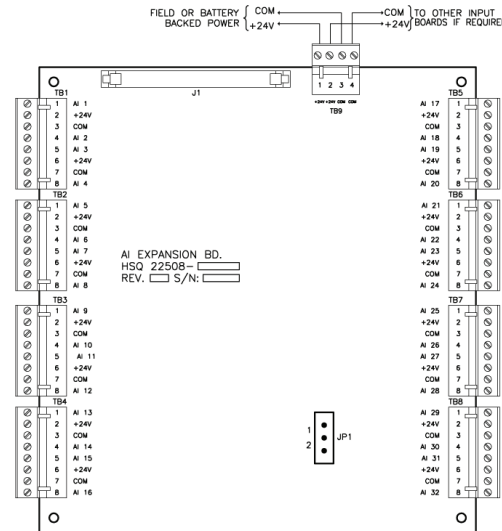 FIELD OR BATTERY BACKED POWER
COM
+24V
COM
+24V
TO OTHER INPUT BOARDS IF REQUIRE
1 2 3 4
+24V +24V COM COM
TB9
J1
TB1
1 AI 1
2 +24V
3 COM
4 AI 2
5 AI 3
6 +24V
7 COM
8 AI 4
TB2
1 AI 5
2 +24V
3 COM
4 AI 6
5 AI 7
6 +24V
7 COM
8 AI 8
TB3
1 AI 9
2 +24V
3 COM
4 AI 10
5 AI 11
6 +24V
7 COM
8 AI 12
TB4
1 AI 13
2 +24V
3 COM
4 AI 14
5 AI 15
6 +24V
7 COM
8 AI 16
AI EXPANSION BD.
HSQ 22508-
REV. S/N:
1
2
JP1
TB5
AI 17 1
+24V 2
COM 3
AI 18 4
AI 19 5
+24V 6
COM 7
AI 20 8
TB6
AI 21 1
+24V 2
COM 3
AI 22 4
AI 23 5
+24V 6
COM 7
AI 24 8
TB7
AI 25 1
+24V 2
COM 3
AI 26 4
AI 27 5
+24V 6
COM 7
AI 28 8
TB8
AI 29 1
+24V 2
COM 3
AI 30 4
AI 31 5
+24V 6
COM 7
AI 32 8